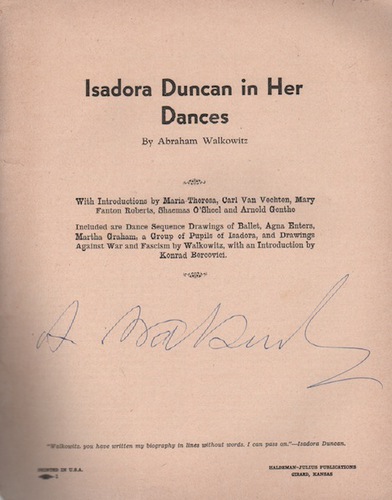 Isadora Duncan in Her
Dances
By Abraham Walkowitz
With Introductions by Maria-Theresa, Carl Van Vechten, Mary
Fanton Roberts, Shaemas O'Sheel and Arnold Genthe
Included are Dance Sequence Drawings of Ballet, Agna Enters,
Martha Graham, a Group of Pupils of Isadora, and Drawings
Against War and Fascism by Walkowitz, with an Introduction by
Konrad Bercovici.
A. Walkowitz
"Walkowitz, you have written my biography in lines without words. I can pass on."—Isadora Duncan.
PRINTED IN U.S.A.
HALDEMAN-JULIUS PUBLICATIONS
GIRARD, KANSAS